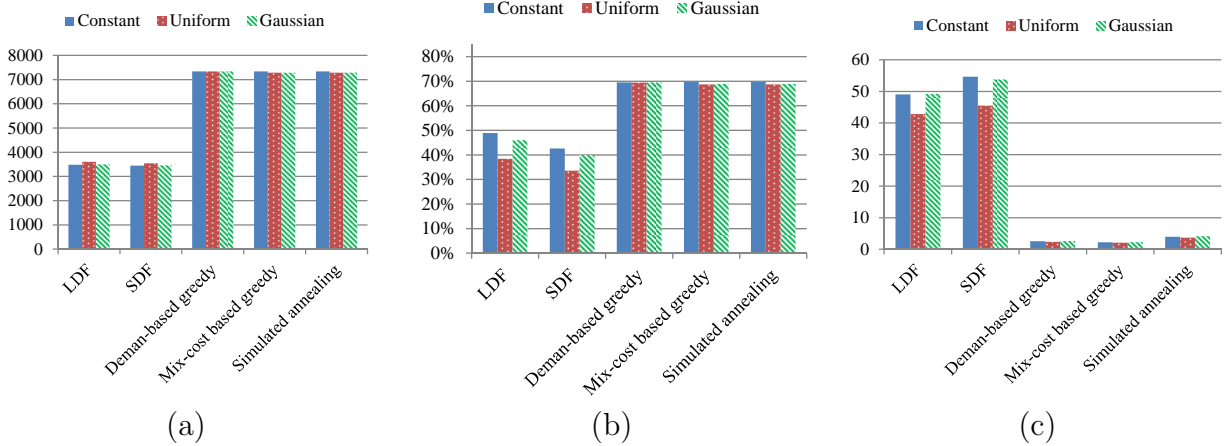 Constant Uniform Gaussian
8000
7000
6000
5000
4000
3000
2000
1000
0
LDF
SDF
Deman-based greedy
Mix-cost based greedy
Simulated annealing
(a)
Constant Uniform Gaussian
80%
70%
60%
50%
40%
30%
20%
10%
0%
LDF
SDF
Deman-based greedy
Mix-cost based greedy
Simulated annealing
(b)
Constant Uniform Gaussian
60
50
40
30
20
10
0
LDF
SDF
Deman-based greedy
Mix-cost based greedy
Simulated annealing
(c)